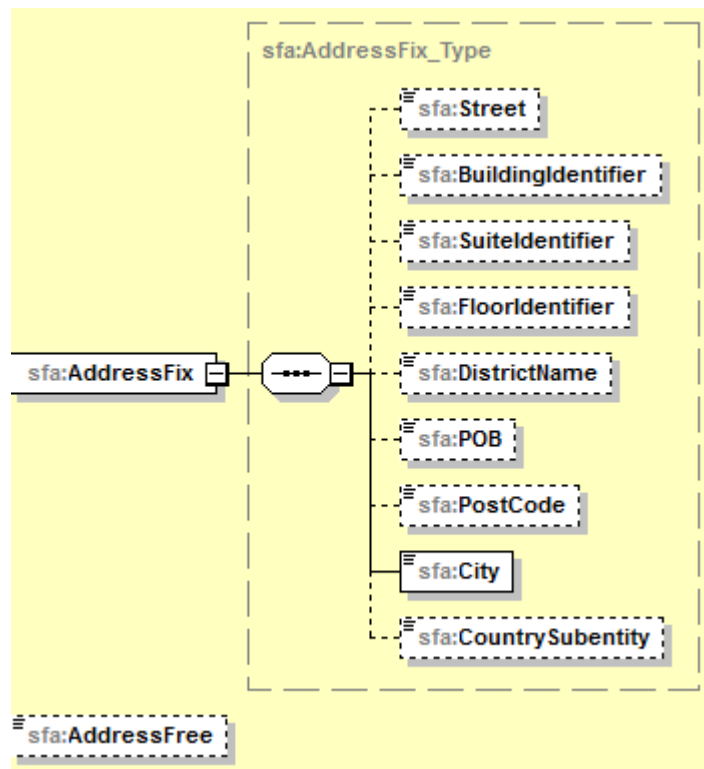 sfa:AddressFix_Type
sfa:Street
sfa:BuildingIdentifier
sfa:SuiteIdentifier
sfa:FloorIdentifier
sfa:AddressFix
sfa:DistrictName
sfa:POB
sfa:PostCode
sfa:City
sfa:CountrySubentity
sfa:AddressFree